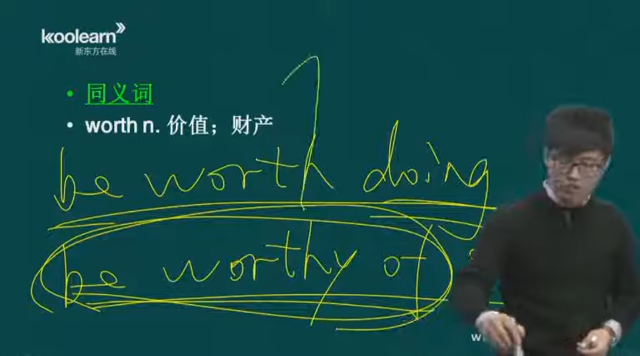 koolearn
新东方在线
• 同义词
• worth n. 价值；财产
be worth doing
be worthy of